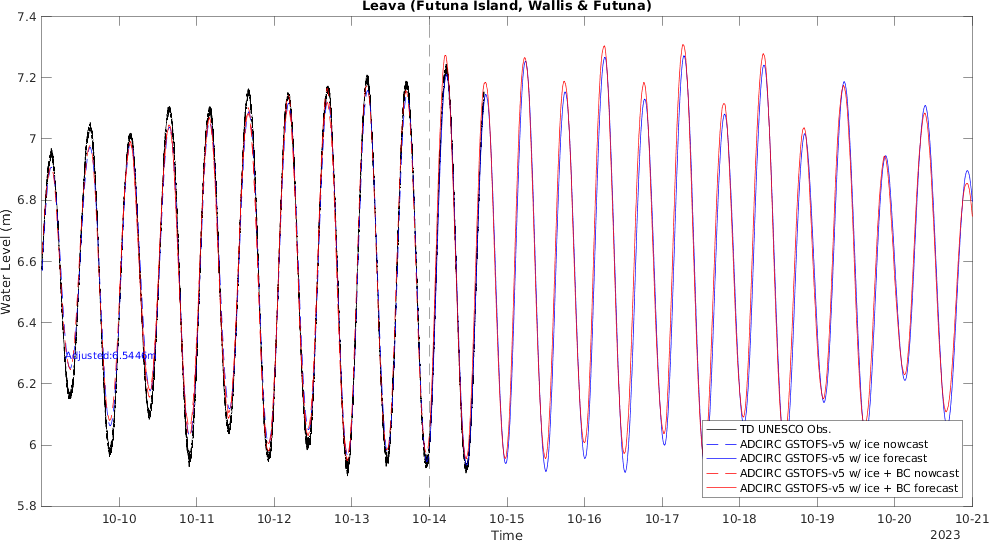 Leava (Futuna Island, Wallis & Futuna)
7.4
7.2
7
6.8
6.6
6.4
6.2
6
5.8
Water Level (m)
Adjusted:6.5446m
TD UNESCO Obs.
ADCIRC GSTOFS-v5 w/ ice nowcast
ADCIRC GSTOFS-v5 w/ ice forecast
ADCIRC GSTOFS-v5 w/ ice + BC nowcast
ADCIRC GSTOFS-v5 w/ ice + BC forecast
10-10 10-11 10-12 10-13 10-14 10-15 10-16 10-17 10-18 10-19 10-20 10-21
Time
2023